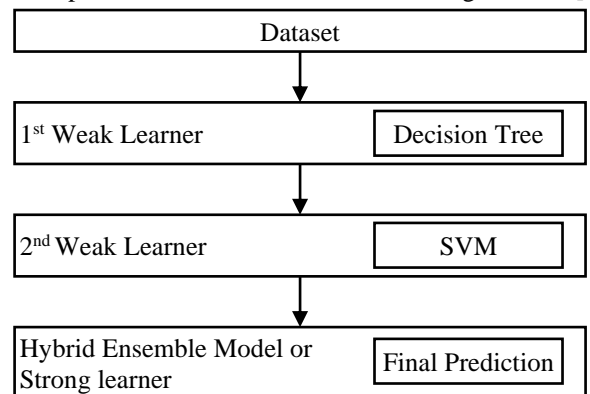 Dataset
1st Weak Learner
Decision Tree
2nd Weak Learner
SVM
Hybrid Ensemble Model or
Strong learner
Final Prediction